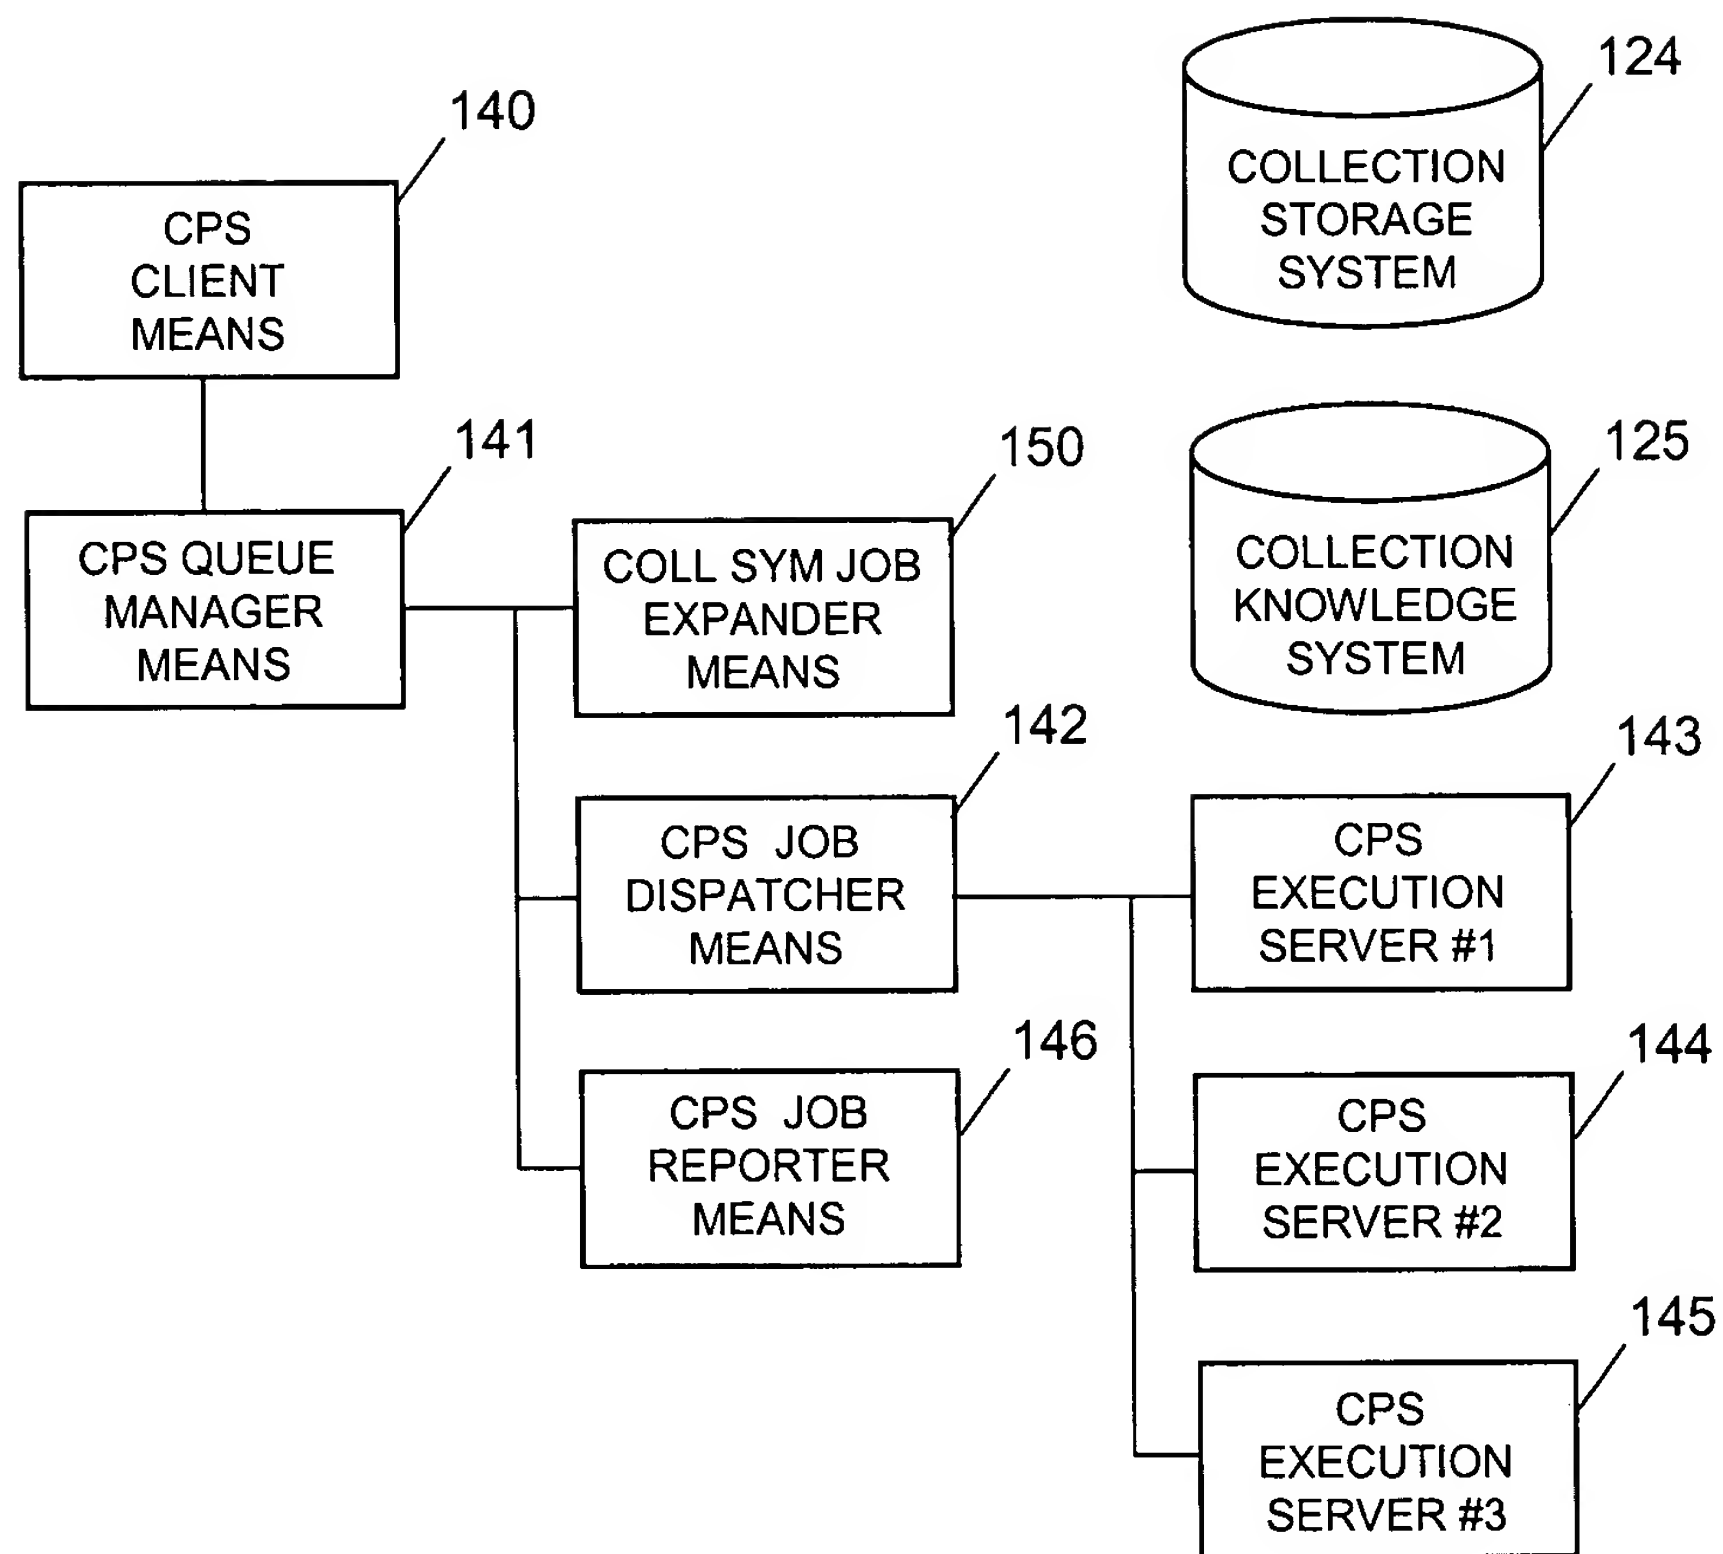 124
COLLECTION
STORAGE
SYSTEM
140
CPS
CLIENT
MEANS
125
COLLECTION
KNOWLEDGE
SYSTEM
141
CPS QUEUE
MANAGER
MEANS
150
COLL SYM JOB
EXPANDER
MEANS
142
CPS JOB
DISPATCHER
MEANS
143
CPS
EXECUTION
SERVER #1
146
CPS JOB
REPORTER
MEANS
144
CPS
EXECUTION
SERVER #2
145
CPS
EXECUTION
SERVER #3